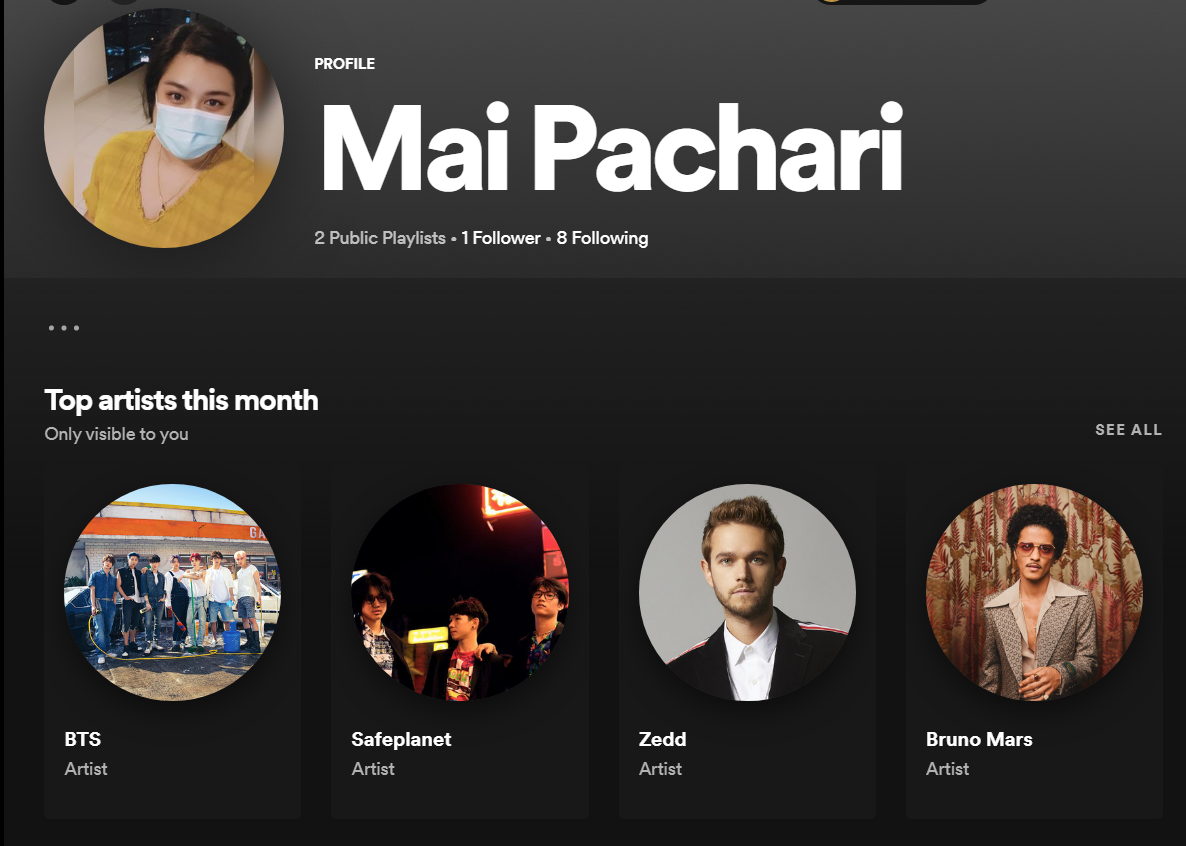 PROFILE
Mai Pachari
2 Public Playlists • 1 Follower • 8 Following
Top artists this month
Only visible to you
SEE ALL
GA
BTS
Artist
Safeplanet
Artist
Zedd
Artist
Bruno Mars
Artist